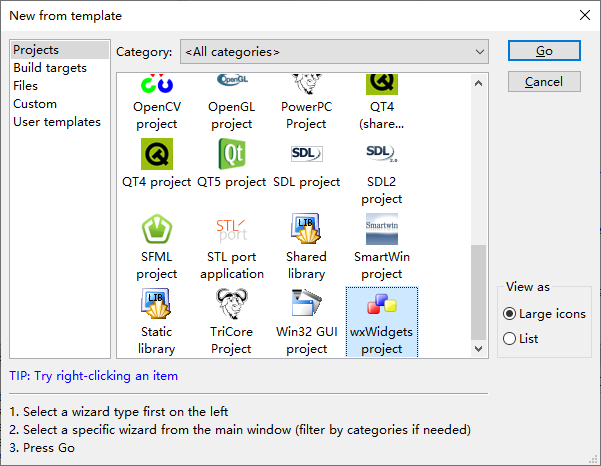 New from template
Projects
Build targets
Files
Custom
User templates
Category:
<All categories>
Go
Cancel
OpenCV project
OpenGL project
PowerPC Project
QT4 (share...
QT4 project
QT5 project
SDL project
SDL2 project
SFML project
STL port application
Shared library
SmartWin project
Static library
TriCore Project
Win32 GUI project
wxWidgets project
View as
Large icons
List
TIP: Try right-clicking an item
1. Select a wizard type first on the left
2. Select a specific wizard from the main window (filter by categories if needed)
3. Press Go